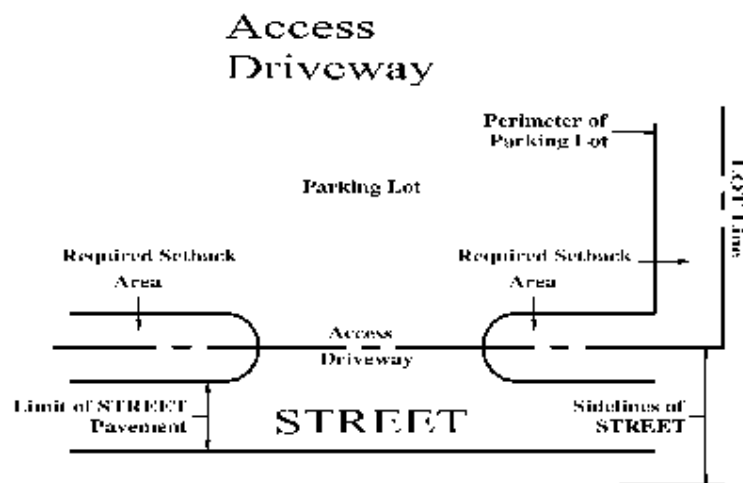 Access
Driveway
Perimeter of
Parking Lot
Parking Lot
LOT Line
Required Setback
Area
Required Setback
Area
Access
Driveway
Limit of STREET
Pavement
STREET
Sidelines of
STREET